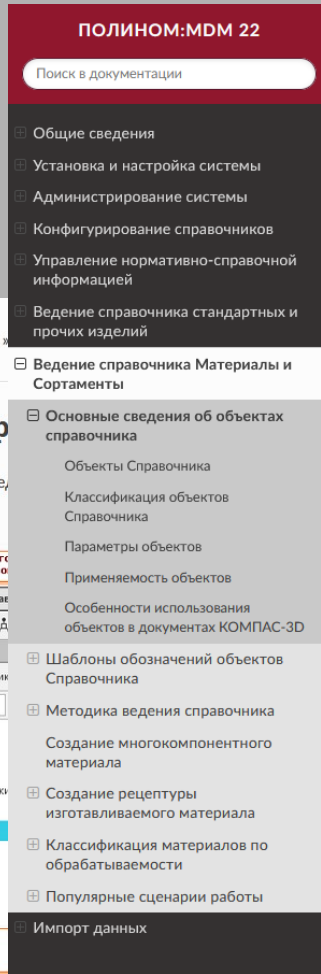 ПОЛИНОМ:MDM 22
Поиск в документации
Общие сведения
Установка и настройка системы
Администрирование системы
Конфигурирование справочников
Управление нормативно-справочной
информацией
Ведение справочника стандартных и
прочих изделий
Ведение справочника Материалы и
Сортаменты
Основные сведения об объектах
справочника
Объекты Справочника
Классификация объектов
Справочника
Параметры объектов
Применяемость объектов
Особенности использования
объектов в документах КОМПАС-3D
Шаблоны обозначений объектов
Справочника
Методика ведения справочника
Создание многокомпонентного
материала
Создание рецептуры
изготавливаемого материала
Классификация материалов по
обрабатываемости
Популярные сценарии работы
Импорт данных